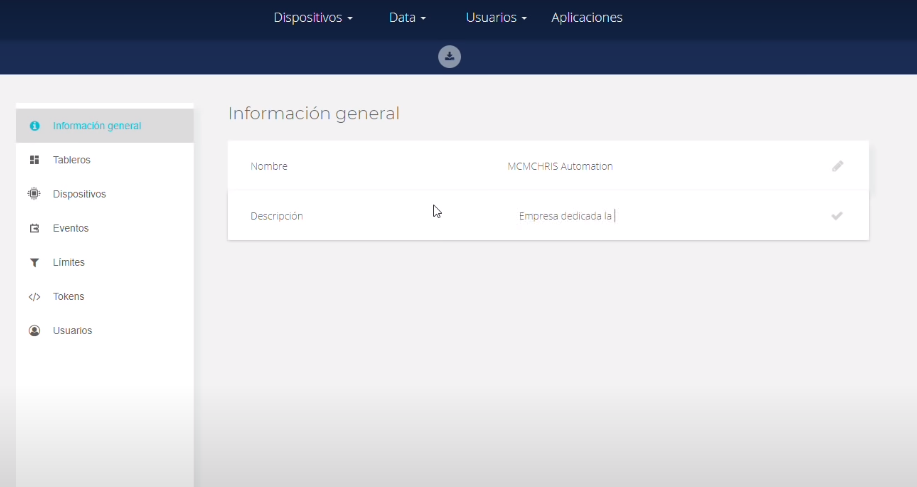 Dispositivos Data Usuarios Aplicaciones
Información general
Tableros
Dispositivos
Eventos
Límites
Tokens
Usuarios
Información general
Nombre MCMCHRIS Automation
Descripción Empresa dedicada la